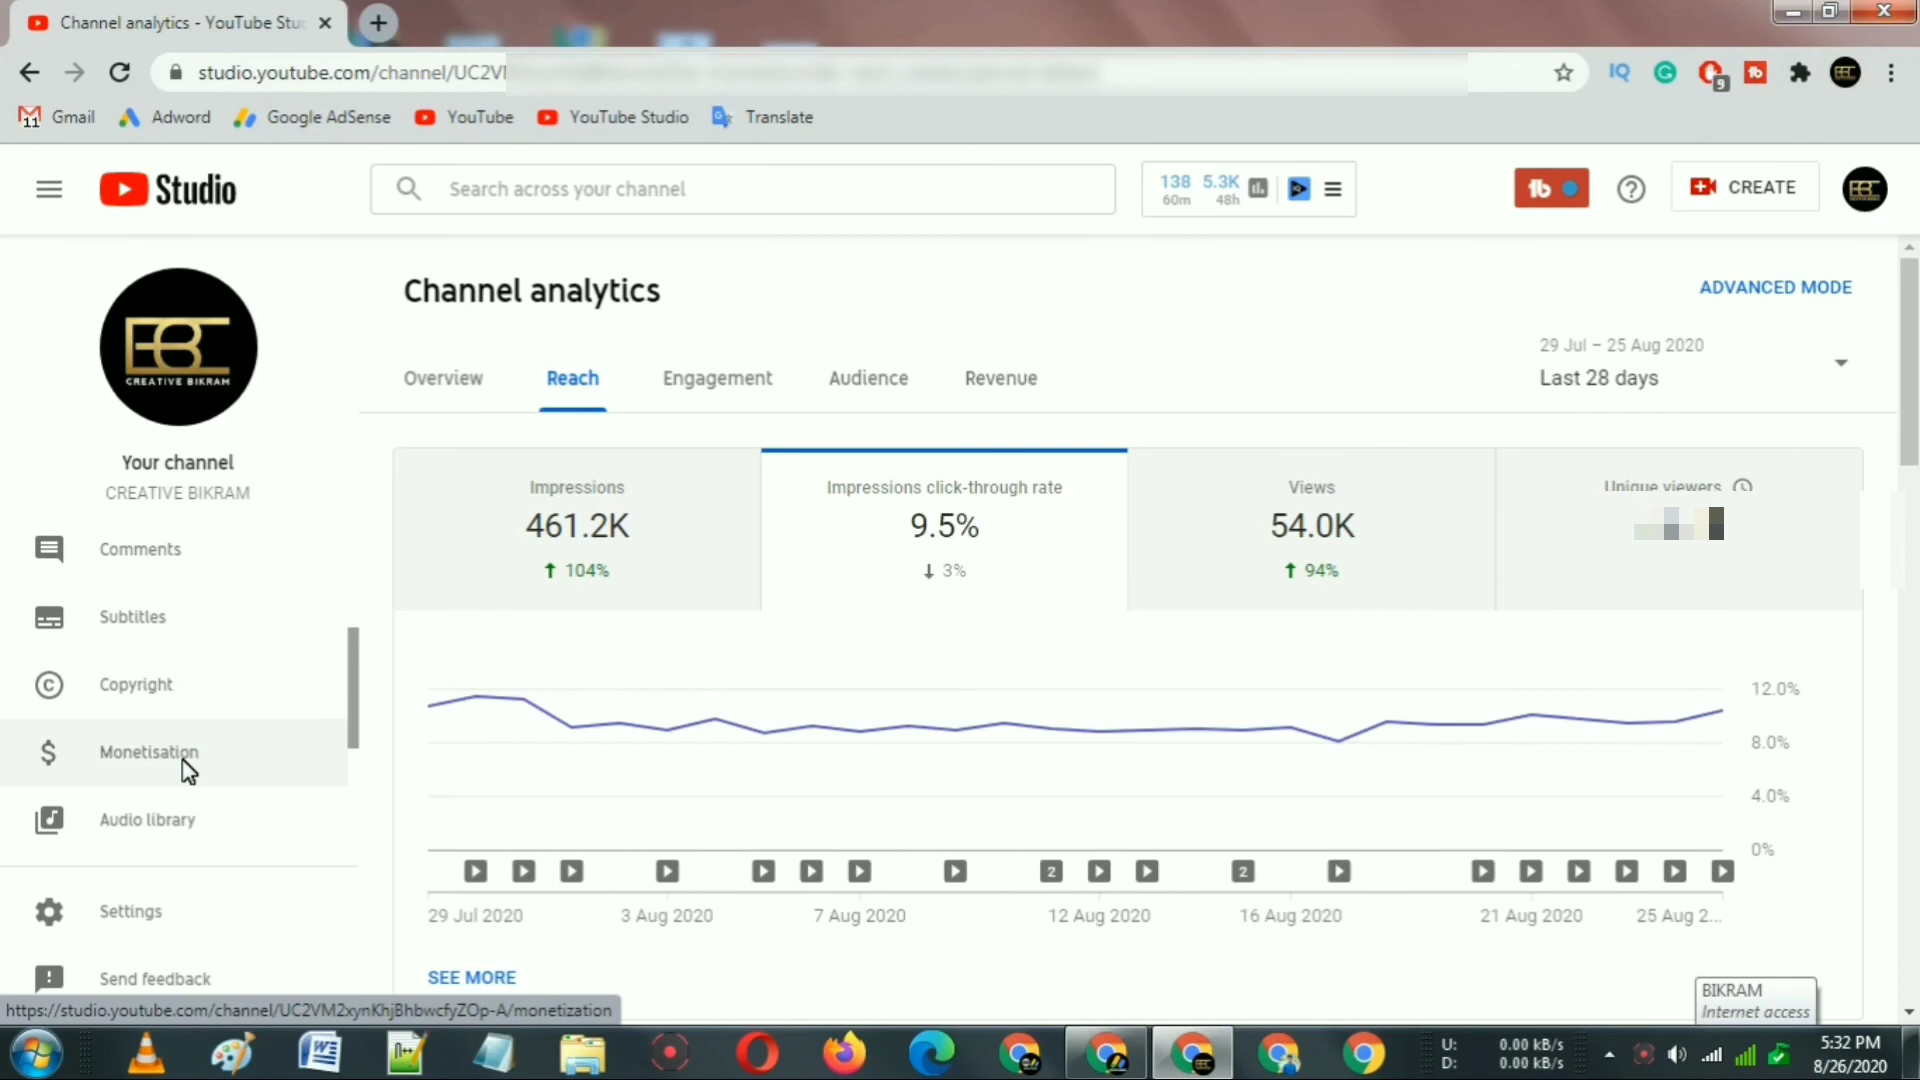 Channel analytics - YouTube Stu
studio.youtube.com/channel/UC2V
IQ
9
Gmail
11
Adword
Google AdSense
YouTube
YouTube Studio
Translate
Studio
Search across your channel
138 5.3K
60m 48h
CREATE
EBC
CREATIVE BIKRAM
Your channel
CREATIVE BIKRAM
Comments
Subtitles
Copyright
Monetisation
Audio library
Settings
Send feedback
Channel analytics
ADVANCED MODE
Overview
Reach
Engagement
Audience
Revenue
29 Jul – 25 Aug 2020
Last 28 days
Impressions
461.2K
104%
Impressions click-through rate
9.5%
3%
Views
54.0K
94%
Unique viewers
12.0%
8.0%
4.0%
0%
2
2
29 Jul 2020
3 Aug 2020
7 Aug 2020
12 Aug 2020
16 Aug 2020
21 Aug 2020
25 Aug 2...
SEE MORE
BIKRAM
Internet access
https://studio.youtube.com/channel/UC2VM2xynKhjBhbwcfyZOp-A/monetization
U: 0.00 kB/s
D: 0.00 kB/s
5:32 PM
8/26/2020